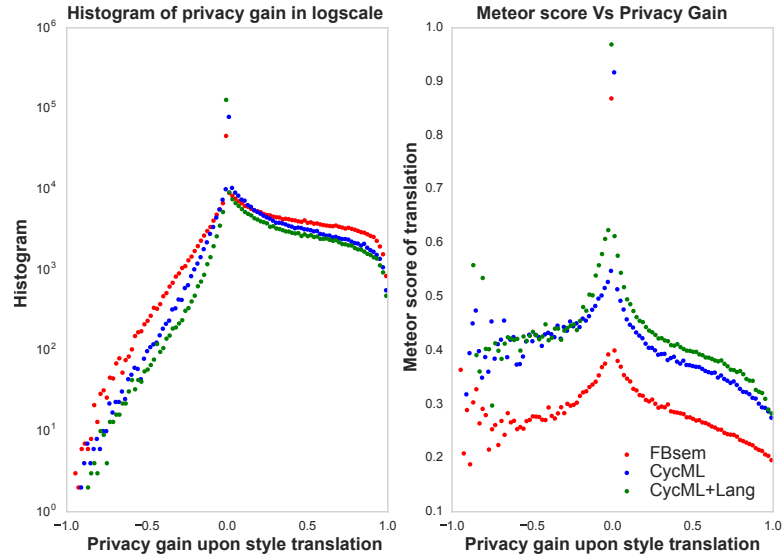 Histogram of privacy gain in logscale
Histogram
10^6
10^5
10^4
10^3
10^2
10^1
10^0
−1.0 −0.5 0.0 0.5 1.0
Privacy gain upon style translation
Meteor score Vs Privacy Gain
Meteor score of translation
1.0
0.9
0.8
0.7
0.6
0.5
0.4
0.3
0.2
0.1
FBsem
CycML
CycML+Lang
−1.0 −0.5 0.0 0.5 1.0
Privacy gain upon style translation